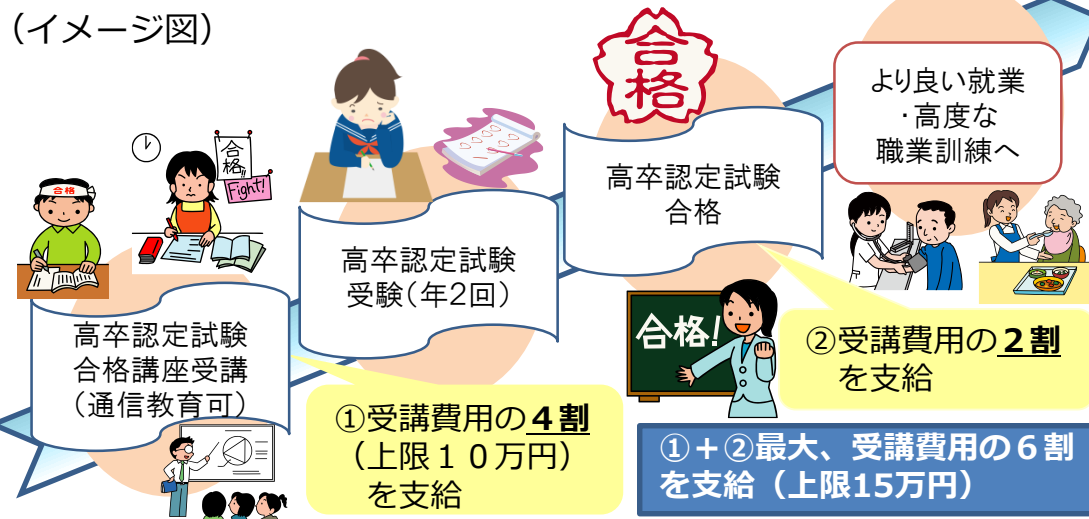 （イメージ図）
合格
合格
合格!!
Fight!
高卒認定試験
合格講座受講
（通信教育可）
高卒認定試験
受験（年2回）
高卒認定試験
合格
より良い就業
・高度な
職業訓練へ
合格!
①受講費用の４割
（上限１０万円）
を支給
②受講費用の２割
を支給
①＋②最大、受講費用の６割
を支給（上限15万円）